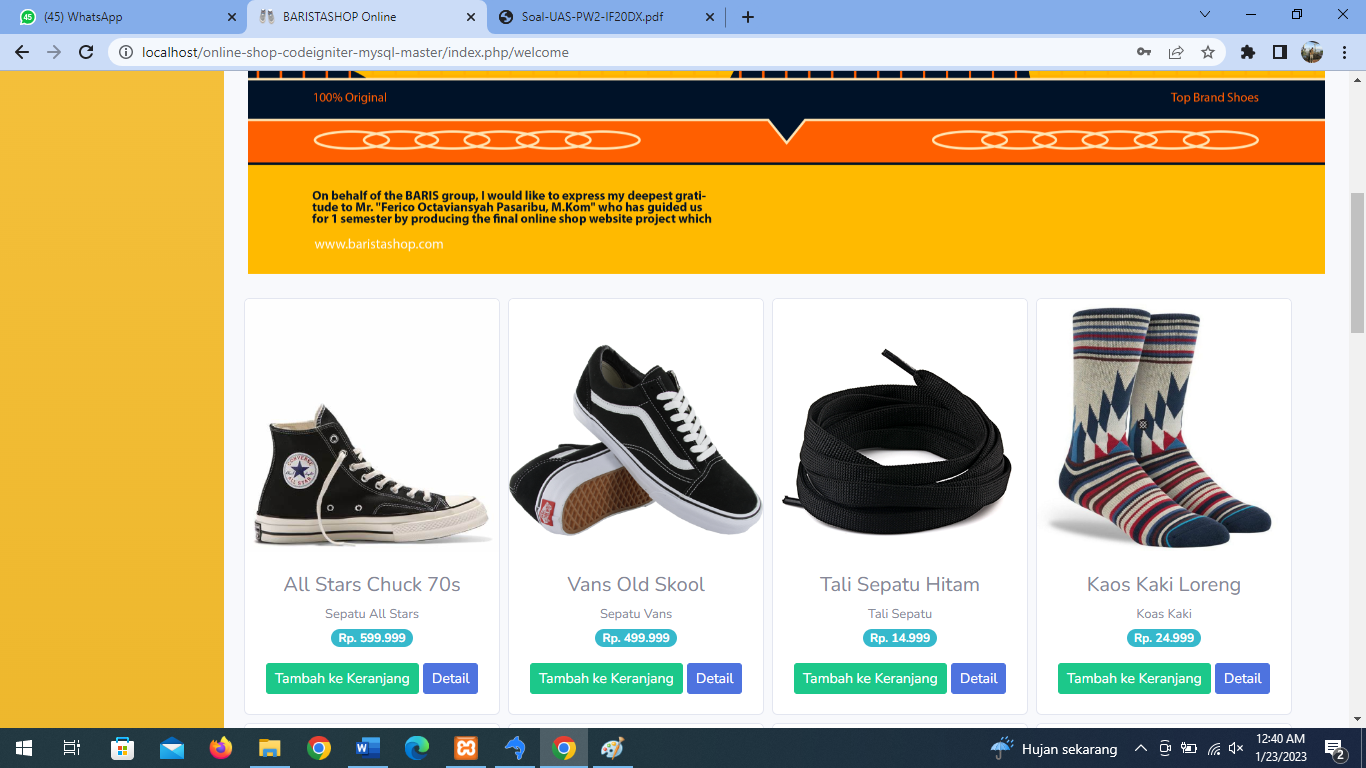 (45) WhatsApp
BARISTASHOP Online
Soal-UAS-PW2-IF20DX.pdf
localhost/online-shop-codeigniter-mysql-master/index.php/welcome
100% Original
Top Brand Shoes
On behalf of the BARIS group, I would like to express my deepest grati-
tude to Mr. "Ferico Octaviansyah Pasaribu, M.Kom" who has guided us
for 1 semester by producing the final online shop website project which
www.baristashop.com
CONVERSE
ALL STAR
All Stars Chuck 70s
Sepatu All Stars
Rp. 599.999
Tambah ke Keranjang
Detail
Vans Old Skool
Sepatu Vans
Rp. 499.999
Tambah ke Keranjang
Detail
Tali Sepatu Hitam
Tali Sepatu
Rp. 14.999
Tambah ke Keranjang
Detail
Kaos Kaki Loreng
Koas Kaki
Rp. 24.999
Tambah ke Keranjang
Detail
Hujan sekarang
12:40 AM
1/23/2023
2